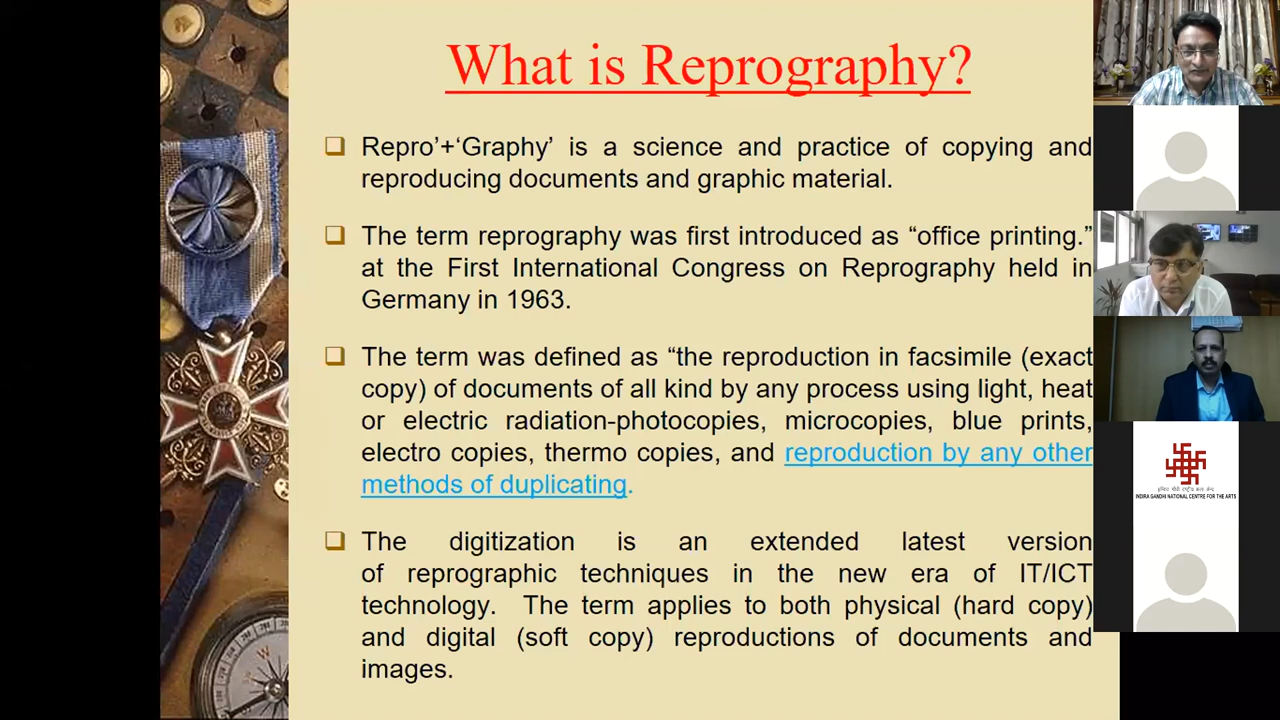 What is Reprography?
Repro’+‘Graphy’ is a science and practice of copying and
reproducing documents and graphic material.
The term reprography was first introduced as “office printing.”
at the First International Congress on Reprography held in
Germany in 1963.
The term was defined as “the reproduction in facsimile (exact
copy) of documents of all kind by any process using light, heat
or electric radiation-photocopies, microcopies, blue prints,
electro copies, thermo copies, and reproduction by any other
methods of duplicating.
The digitization is an extended latest version
of reprographic techniques in the new era of IT/ICT
technology. The term applies to both physical (hard copy)
and digital (soft copy) reproductions of documents and
images.
इन्दिरा गान्धी राष्ट्रीय कला केन्द्र
INDIRA GANDHI NATIONAL CENTRE FOR THE ARTS